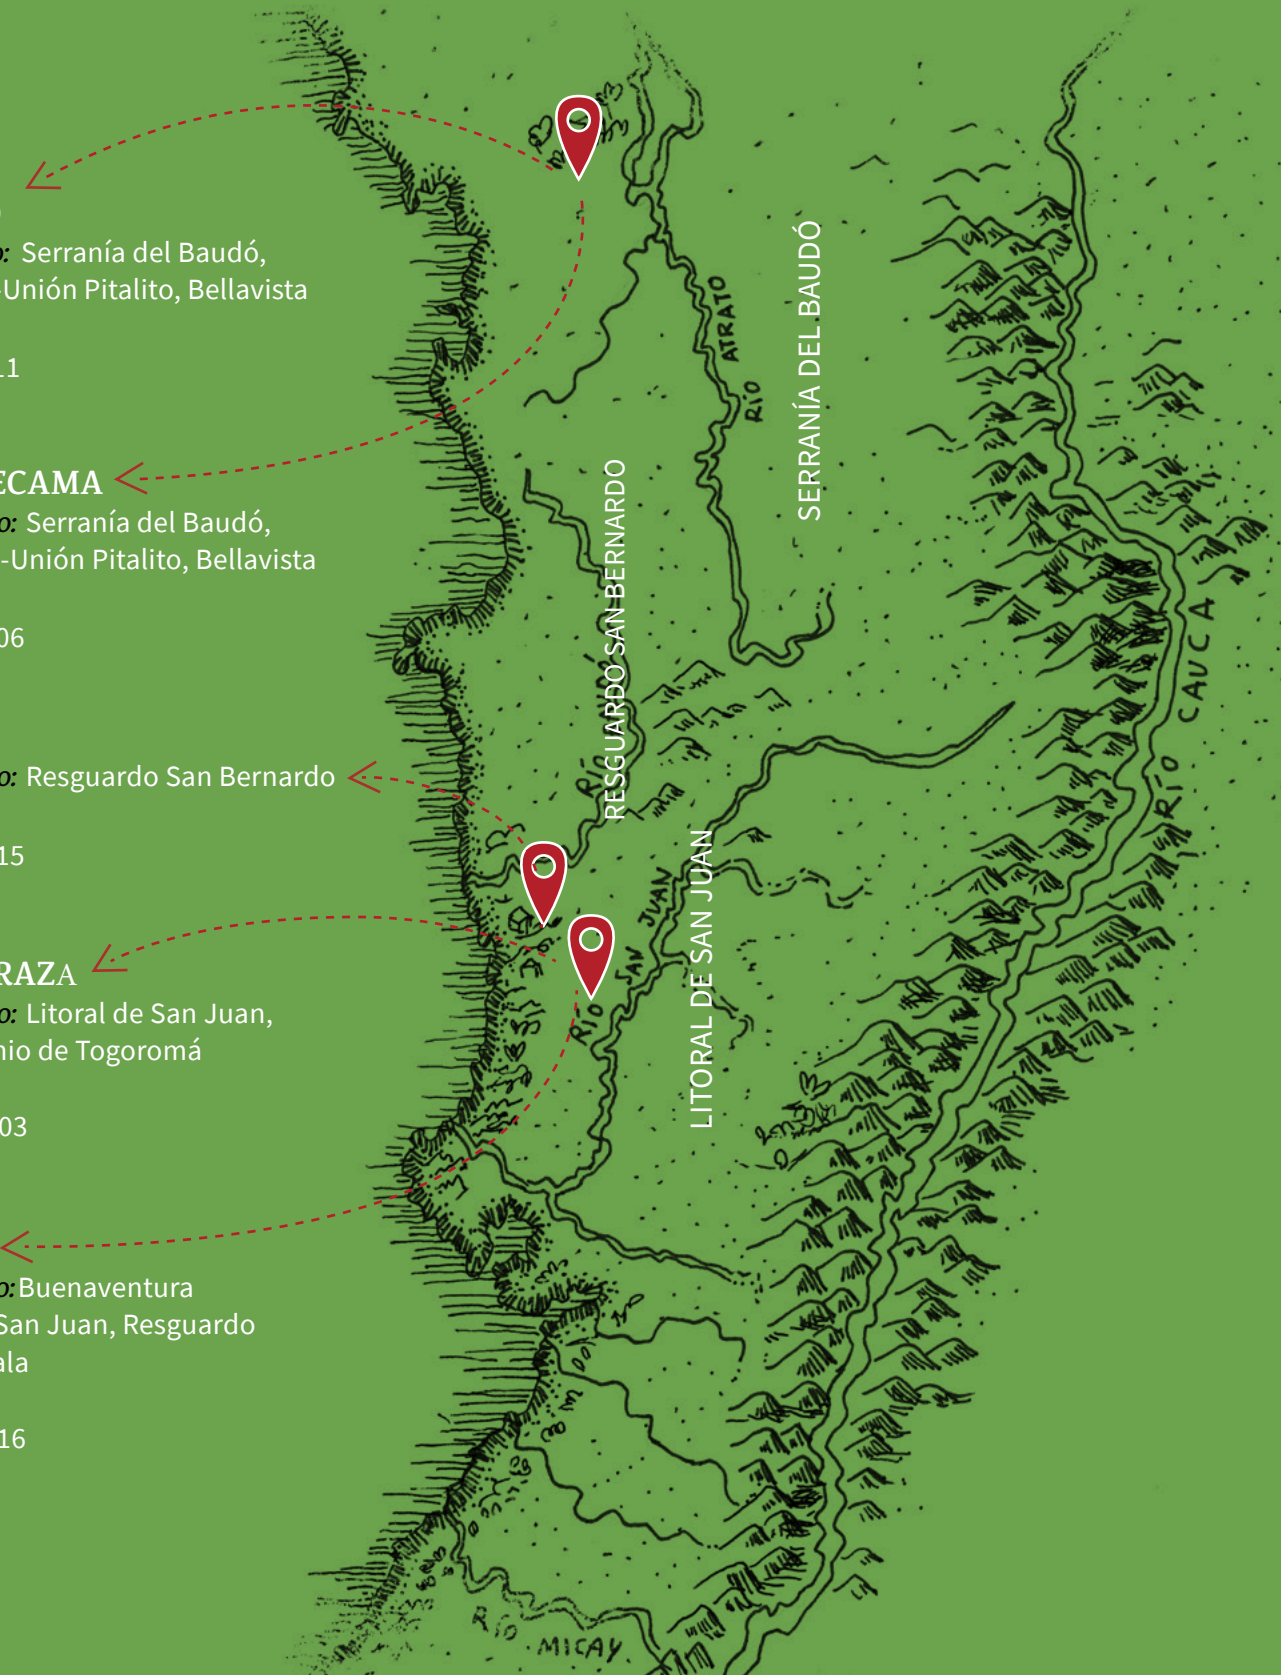 o: Serranía del Baudó,
-Unión Pitalito, Bellavista
11
ECAMA
o: Serranía del Baudó,
-Unión Pitalito, Bellavista
06
o: Resguardo San Bernardo
15
RAZA
o: Litoral de San Juan,
nio de Togoromá
03
o: Buenaventura
San Juan, Resguardo
ala
16
SERRANÍA DEL BAUDÓ
RESGUARDO SAN BERNARDO
LITORAL DE SAN JUAN
RÍO ATRATO
RÍO CAUCA
RÍO SAN JUAN
RÍO
RÍO MICAY.